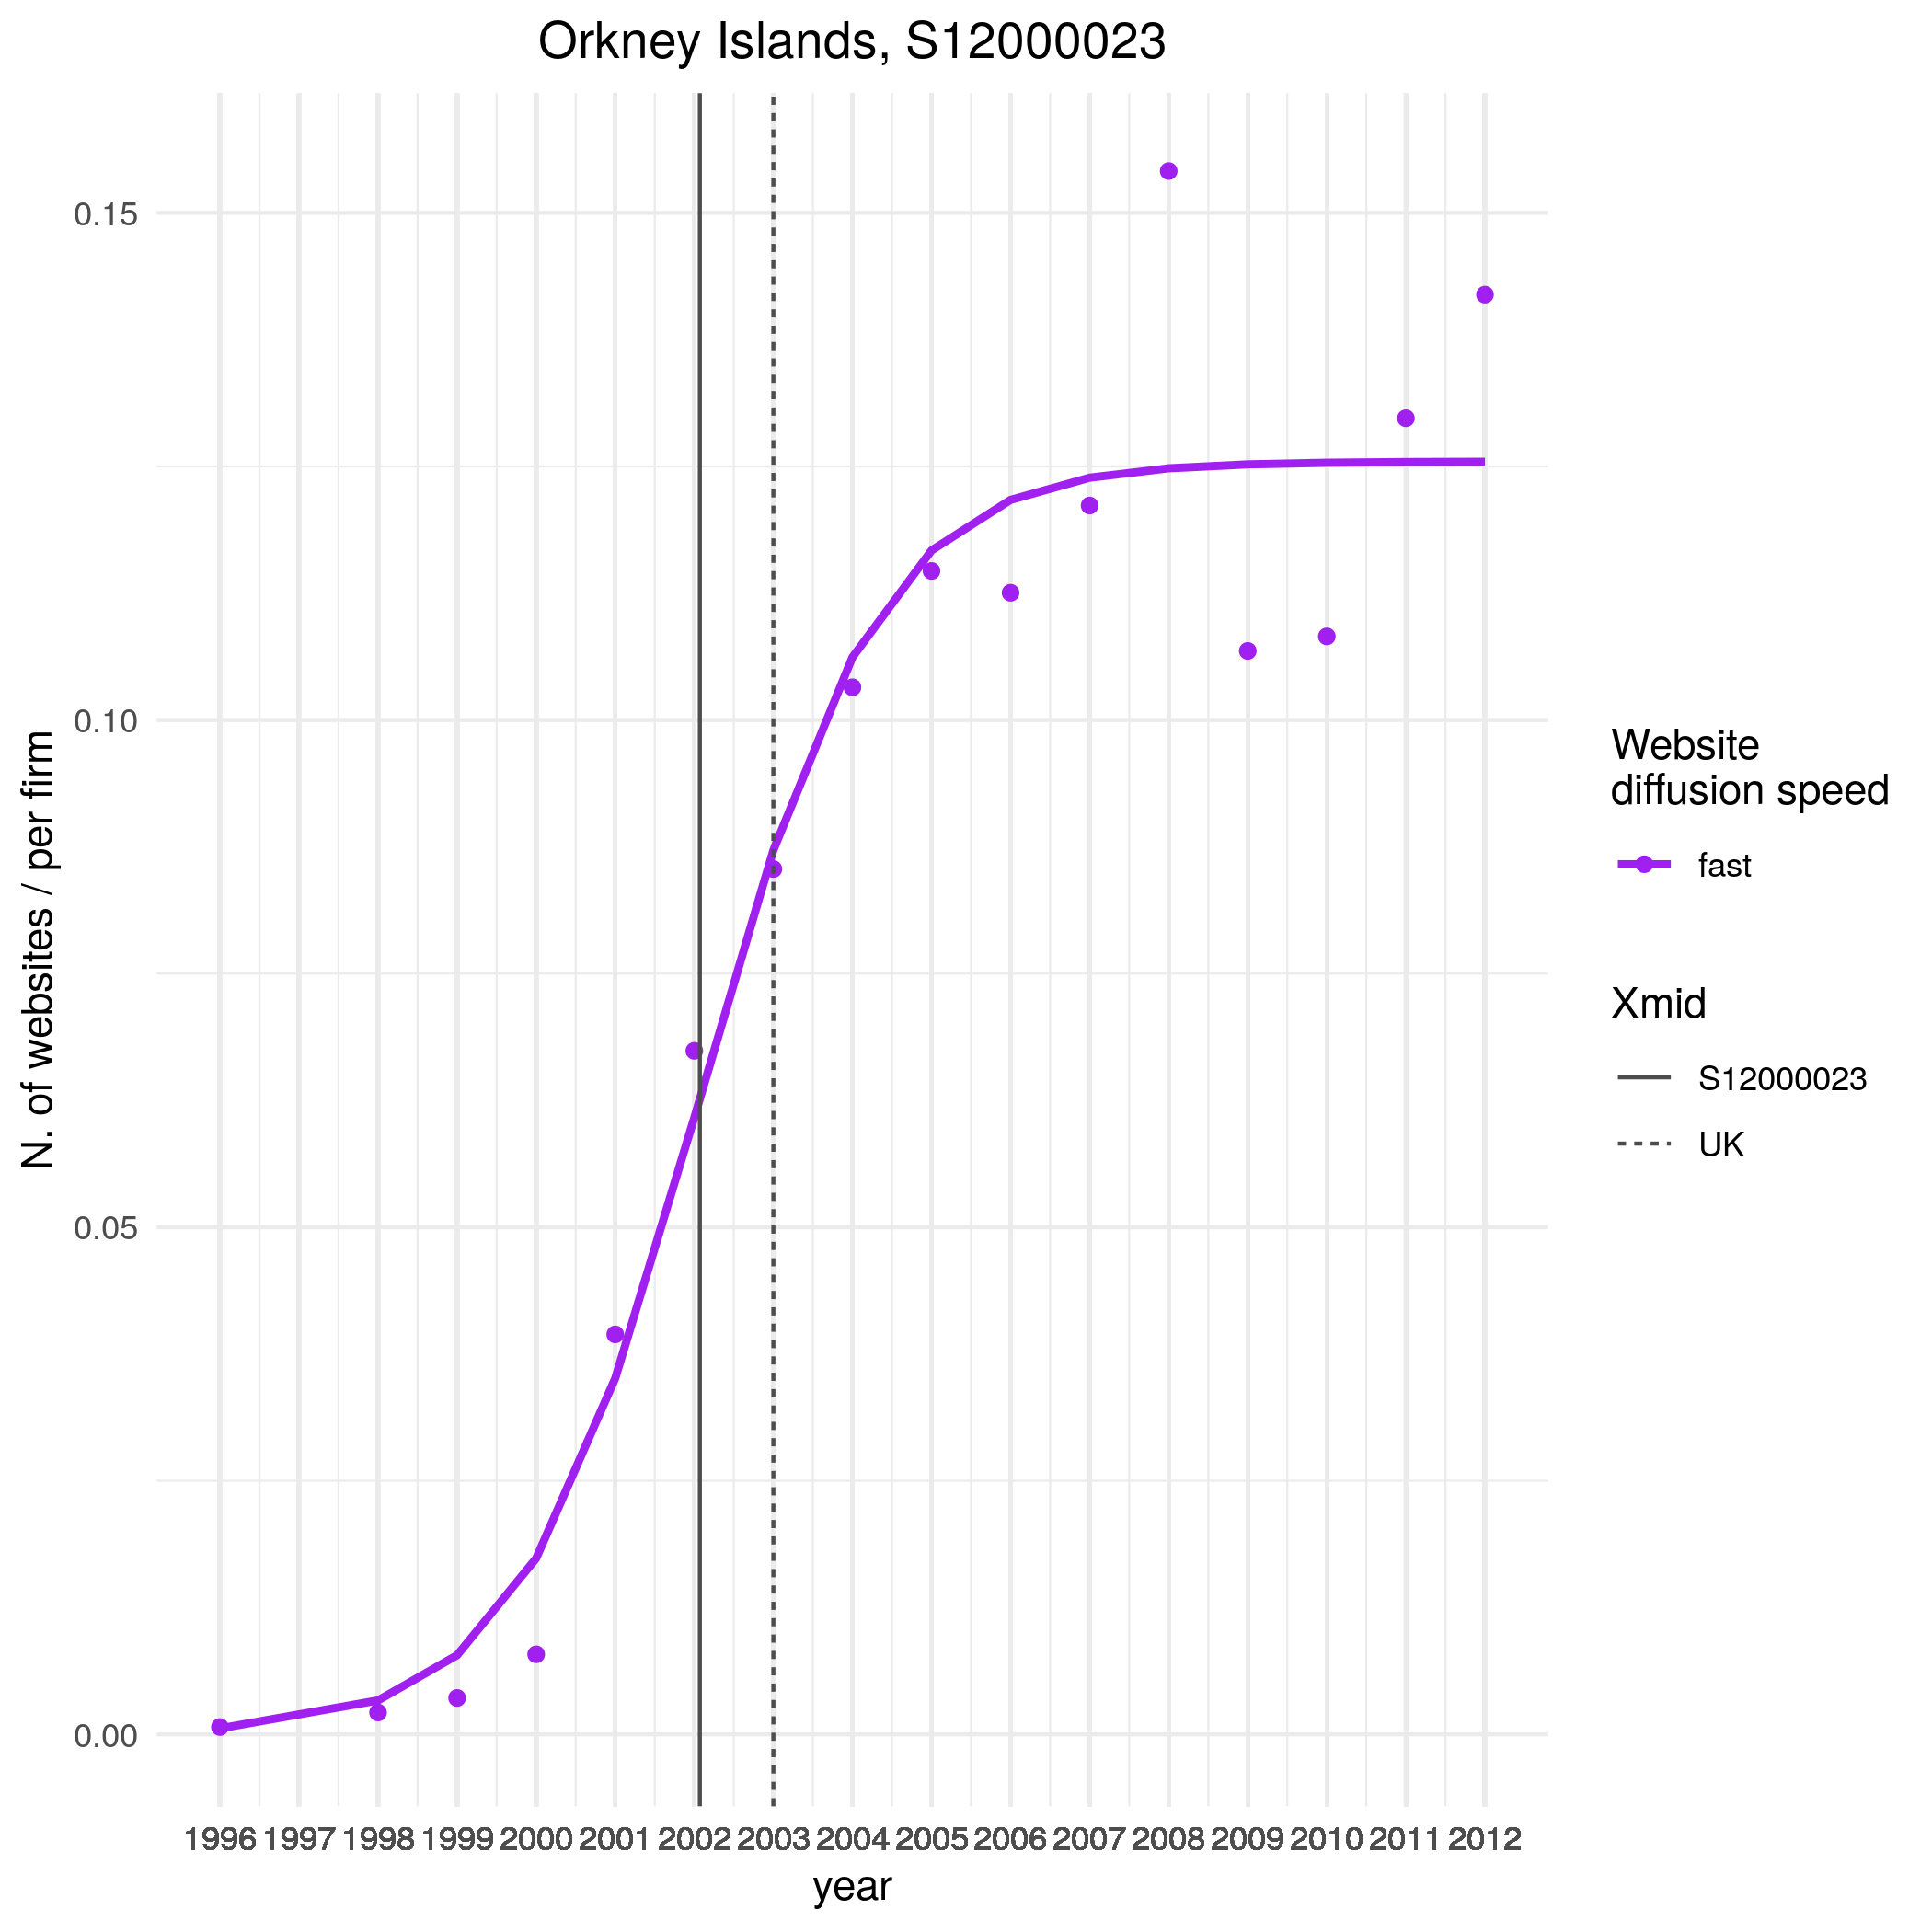 Orkney Islands, S12000023
N. of websites / per firm
0.15
0.10
0.05
0.00
1996 1997 1998 1999 2000 2001 2002 2003 2004 2005 2006 2007 2008 2009 2010 2011 2012
year
Website
diffusion speed
fast
Xmid
S12000023
UK